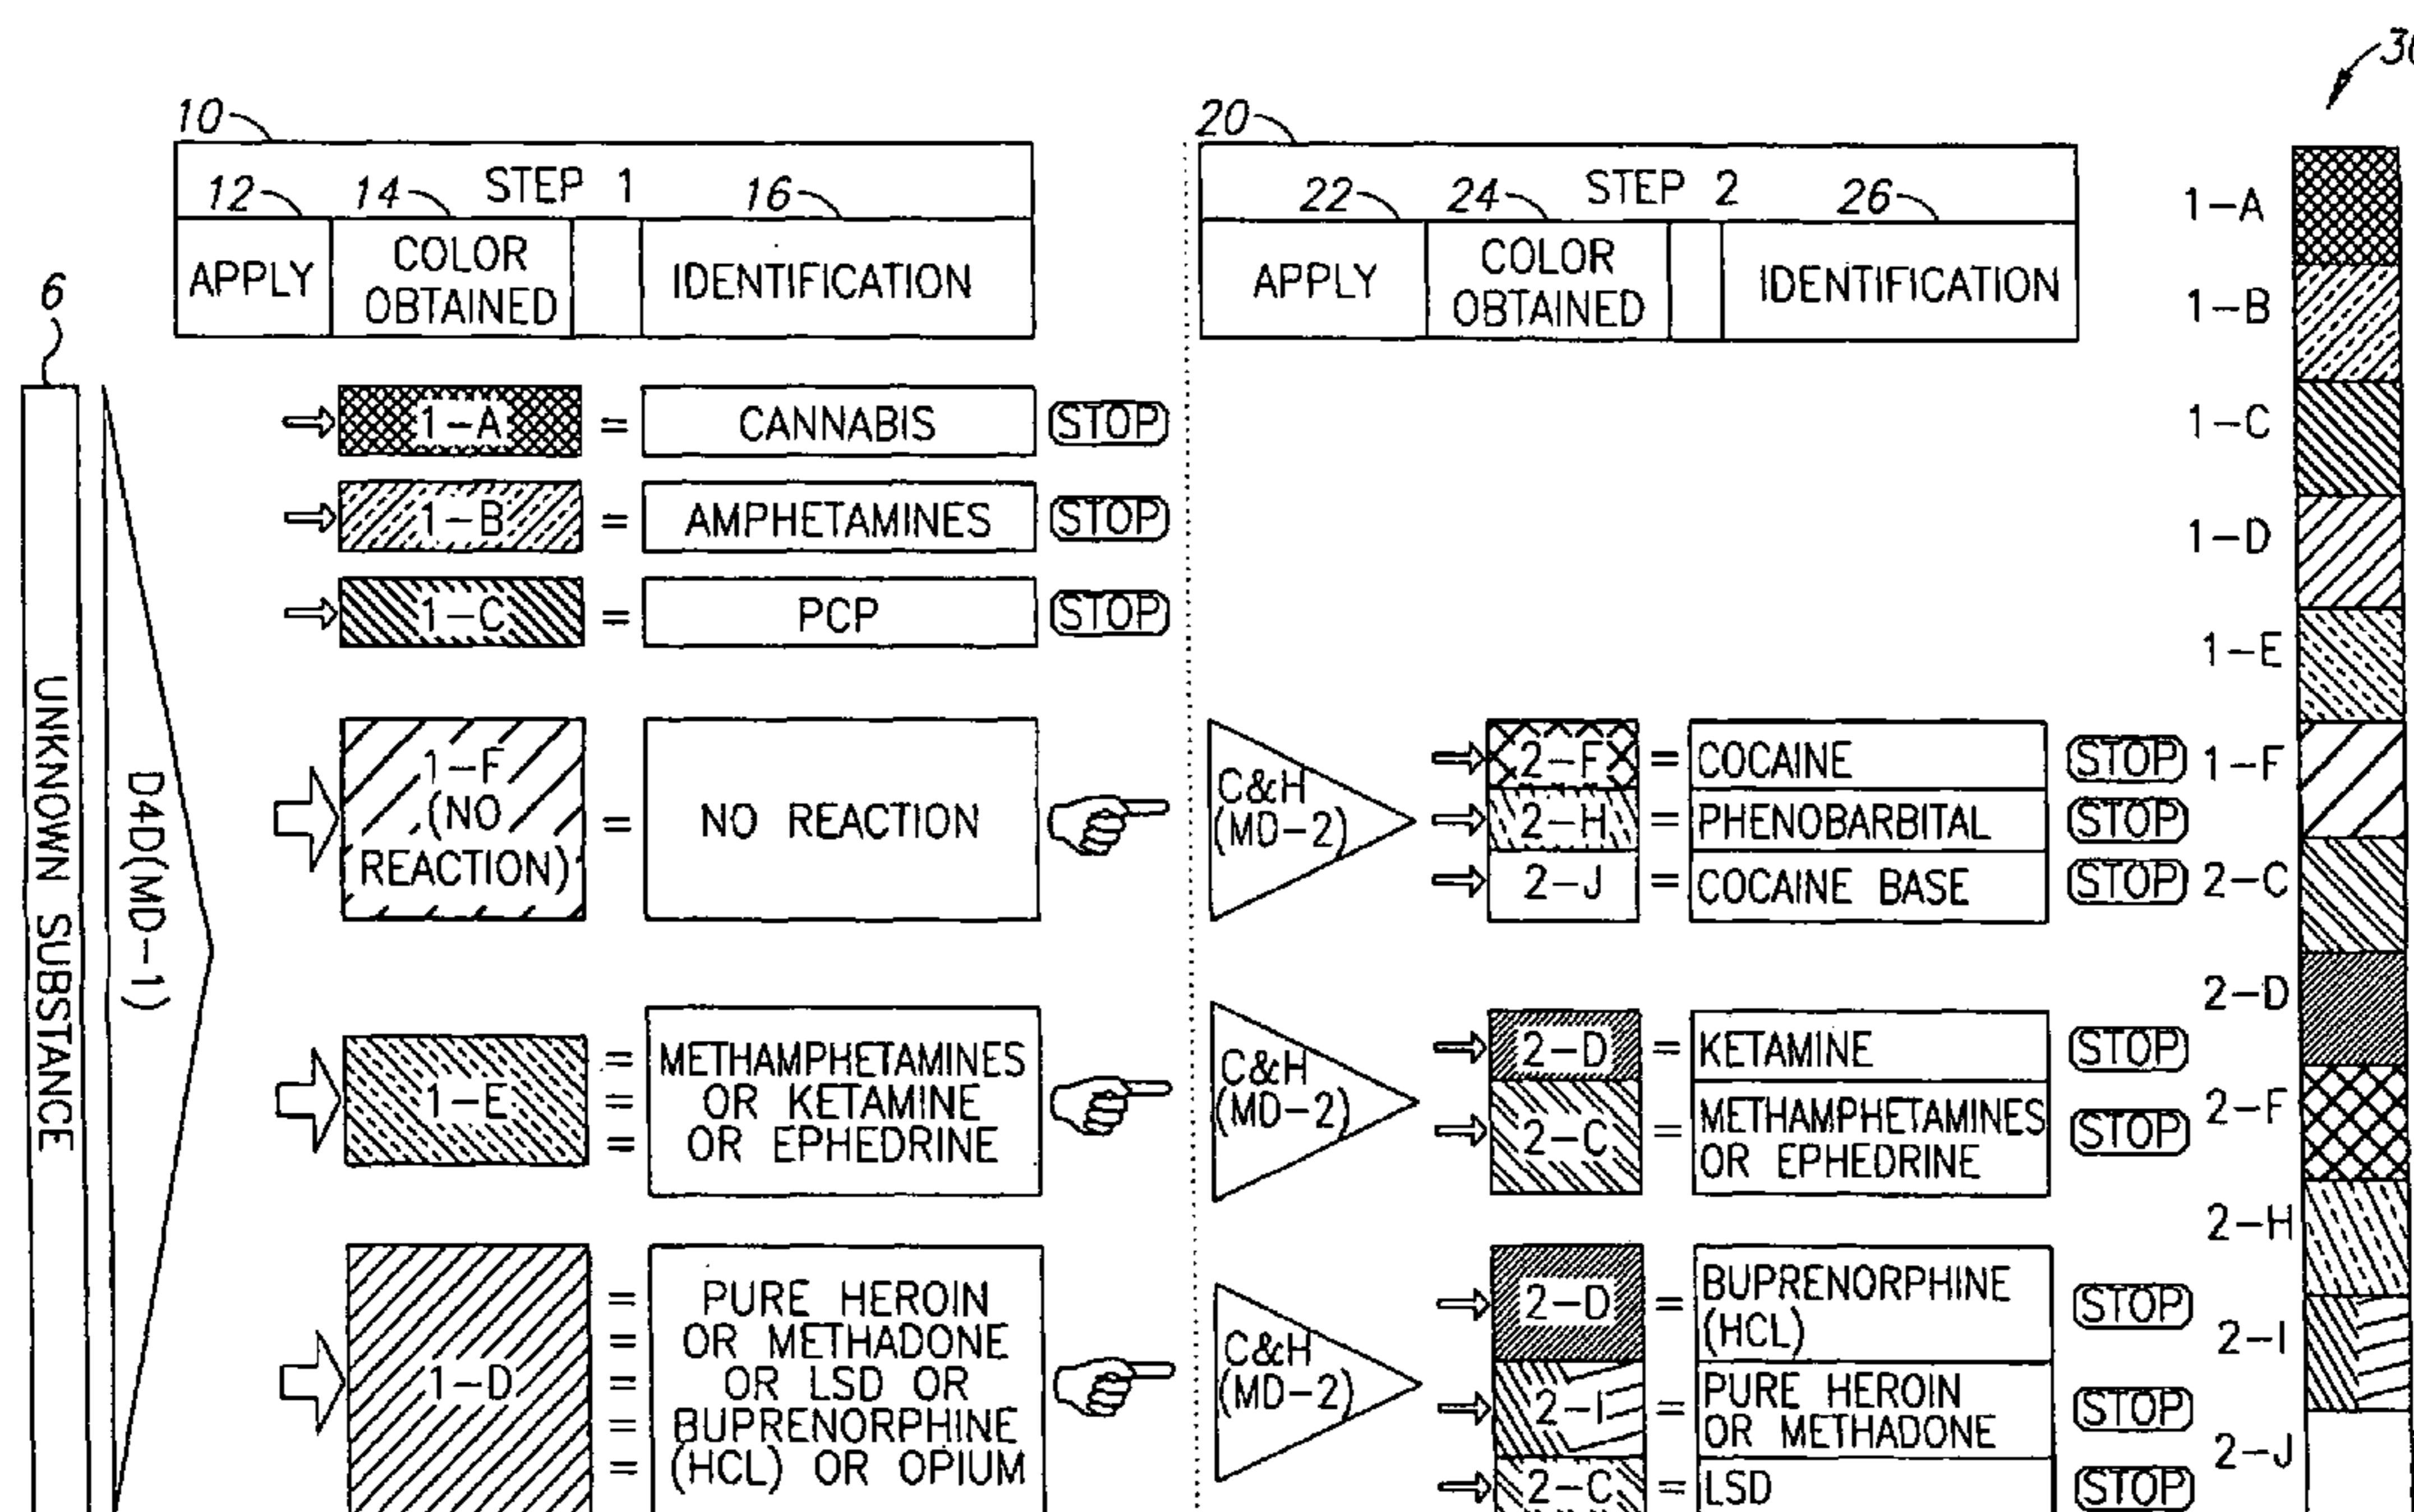 10
STEP 1
12
14
16
APPLY
COLOR
OBTAINED
IDENTIFICATION
20
STEP 2
22
24
26
APPLY
COLOR
OBTAINED
IDENTIFICATION
6
UNKNOWN SUBSTANCE
D4D(MD-1)
1-A = CANNABIS STOP
1-B = AMPHETAMINES STOP
1-C = PCP STOP
1-F
(NO
REACTION)
= NO REACTION
C&H
(MD-2)
2-F = COCAINE STOP
2-H = PHENOBARBITAL STOP
2-J = COCAINE BASE STOP
1-E
= METHAMPHETAMINES
= OR KETAMINE
= OR EPHEDRINE
C&H
(MD-2)
2-D = KETAMINE STOP
2-C = METHAMPHETAMINES
OR EPHEDRINE
STOP
1-D
= PURE HEROIN
= OR METHADONE
= OR LSD OR
= BUPRENORPHINE
= (HCL) OR OPIUM
C&H
(MD-2)
2-D = BUPRENORPHINE
(HCL)
STOP
2-I = PURE HEROIN
OR METHADONE
STOP
2-C = LSD STOP
1-A
1-B
1-C
1-D
1-E
1-F
2-C
2-D
2-F
2-H
2-I
2-J